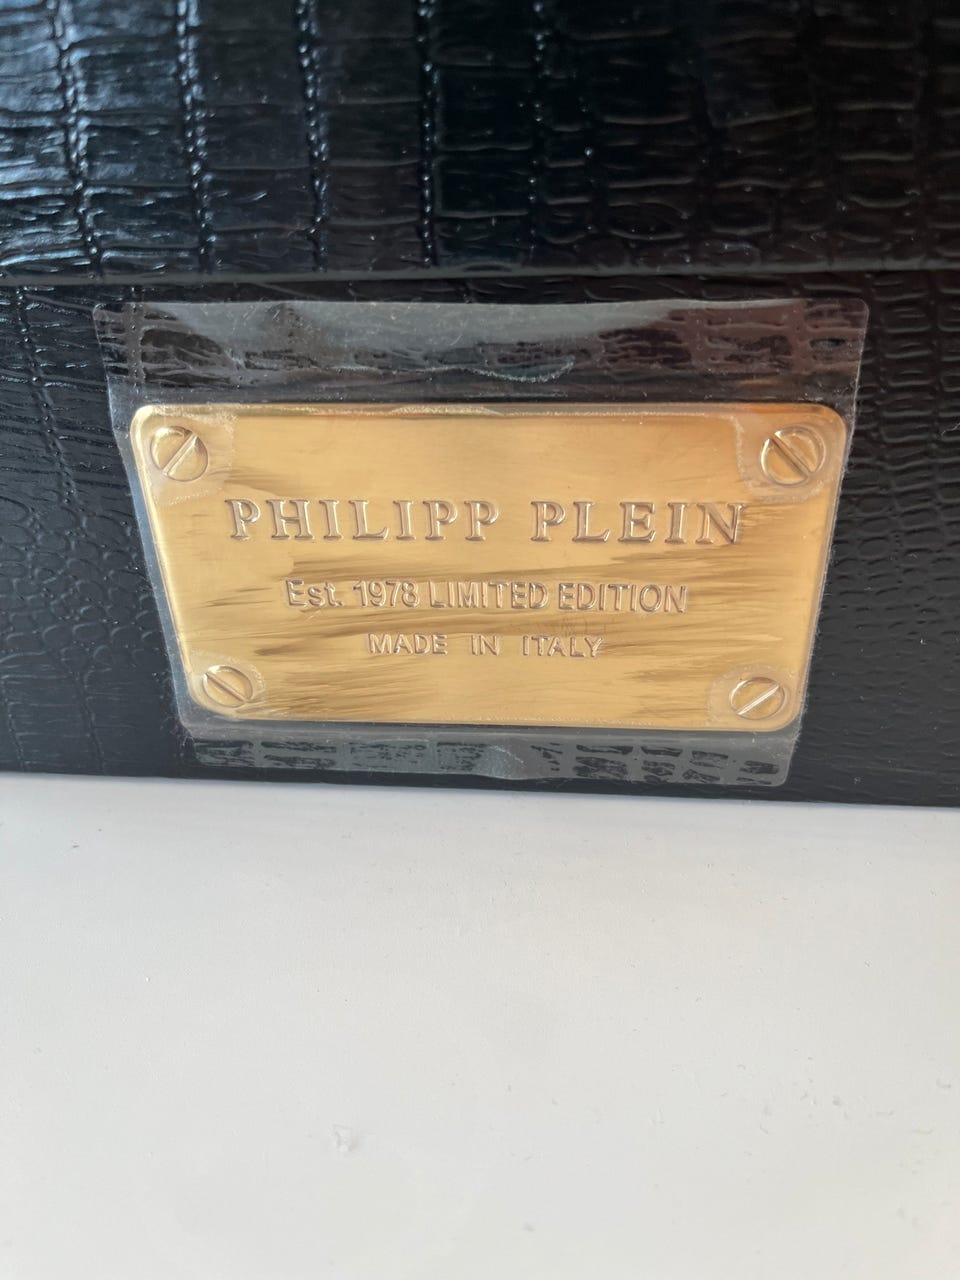 PHILIPP PLEIN
Est. 1978 LIMITED EDITION
MADE IN ITALY